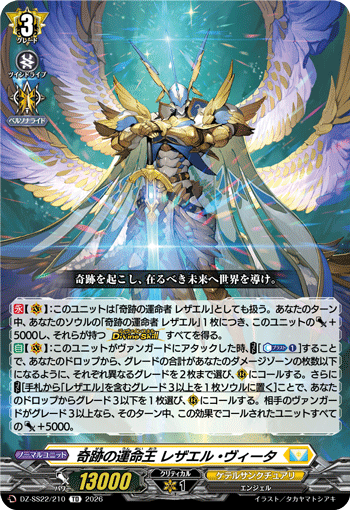 3
グレード
ツインドライブ
ペルソナライド
奇跡を起こし、在るべき未来へ世界を導け。
永【】:このユニットは「奇跡の運命者 レザエル」としても扱う。あなたのターン
中、あなたのソウルの「奇跡の運命者 レザエル」1枚につき、このユニットの+
5000し、それらが持つDivineSkillすべてを得る。
自【】:このユニットがヴァンガードにアタックした時、【1】することで、
あなたのドロップから、グレードの合計があなたのダメージゾーンの枚数以下
になるように、それぞれ異なるグレードを2枚まで選び、にコールする。さらに
【手札から「レザエル」を含むグレード3以上を1枚ソウルに置く】ことで、あなた
のドロップからグレード3以下を1枚選び、にコールする。相手のヴァンガード
がグレード3以上なら、そのターン中、この効果でコールしたユニットすべて
の+5000。
ノーマルユニット
奇跡の運命王 レザエル・ヴィータ
パワー
13000
クリティカル
1
ケテルサンクチュアリ
エンジェル
DZ-SS22/210
TD
2026
イラスト/タカヤマトシアキ